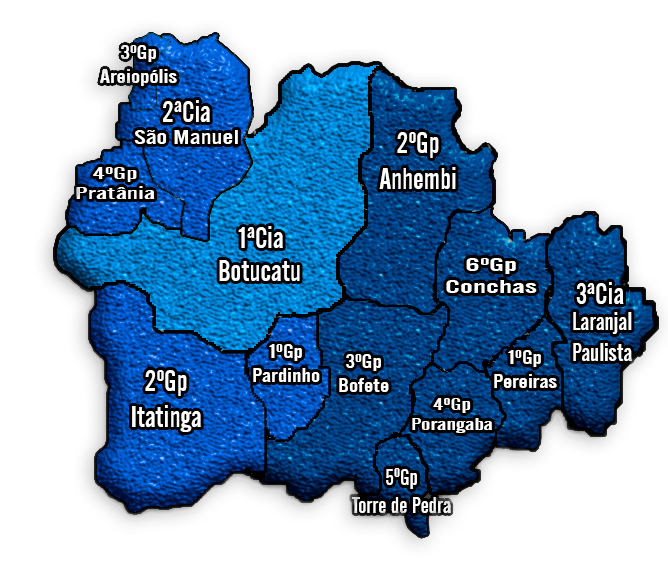 3ºGp
Areiopólis
2ªCia
São Manuel
4ºGp
Pratânia
2ºGp
Anhembi
1ªCia
Botucatu
6ºGp
Conchas
3ªCia
Laranjal
Paulista
1ºGp
Pardinho
3ºGp
Bofete
1ºGp
Pereiras
2ºGp
Itatinga
4ºGp
Porangaba
5ºGp
Torre de Pedra